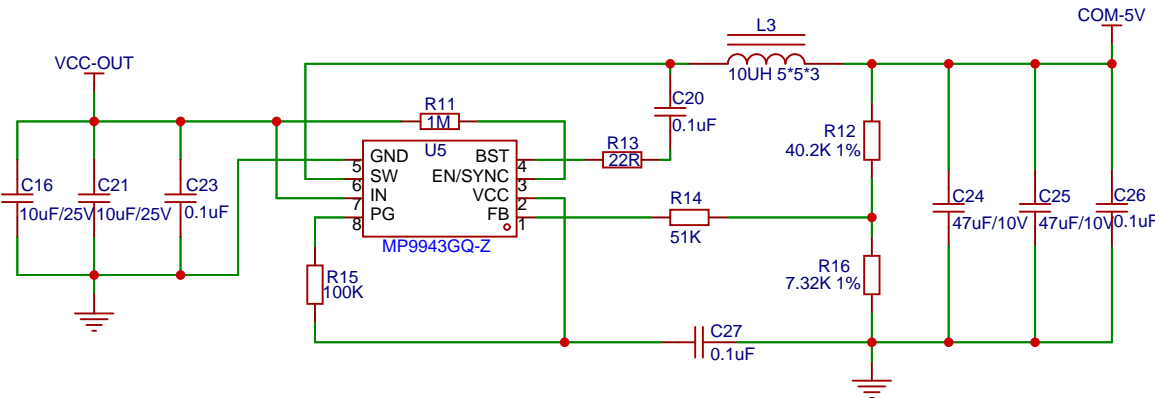 COM-5V
L3
VCC-OUT
10UH 5*5*3
C20
0.1uF
R11
1M
R12
40.2K 1%
U5
R13
22R
GND
BST
5
4
SW
EN/SYNC
6
3
IN
VCC
7
2
PG
FB
8
1
MP9943GQ-Z
C16
10uF/25V
C21
10uF/25V
C23
0.1uF
R14
51K
C24
47uF/10V
C25
47uF/10V
C26
0.1uF
R15
100K
R16
7.32K 1%
C27
0.1uF